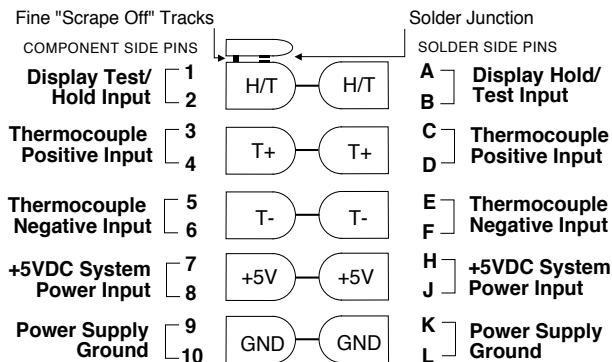 Fine "Scrape Off" Tracks
Solder Junction
COMPONENT SIDE PINS
SOLDER SIDE PINS
Display Test/
Hold Input
1
2
H/T
H/T
A
B
Display Hold/
Test Input
Thermocouple
Positive Input
3
4
T+
T+
C
D
Thermocouple
Positive Input
Thermocouple
Negative Input
5
6
T-
T-
E
F
Thermocouple
Negative Input
+5VDC System
Power Input
7
8
+5V
+5V
H
J
+5VDC System
Power Input
Power Supply
Ground
9
10
GND
GND
K
L
Power Supply
Ground